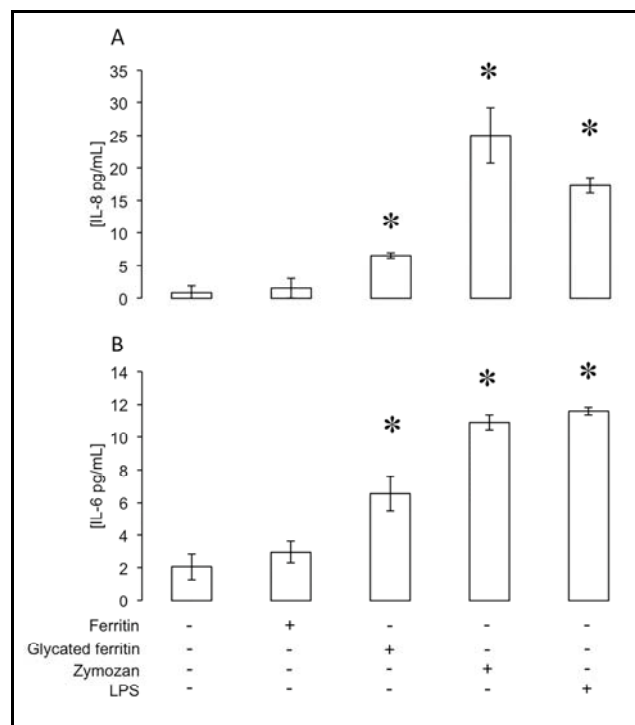 A
35
30
25
20
15
10
5
0
[IL-8 pg/mL]
* * *
B
14
12
10
8
6
4
2
0
[IL-6 pg/mL]
* * *
Ferritin - + - - -
Glycated ferritin - - + - -
Zymozan - - - + -
LPS - - - - +